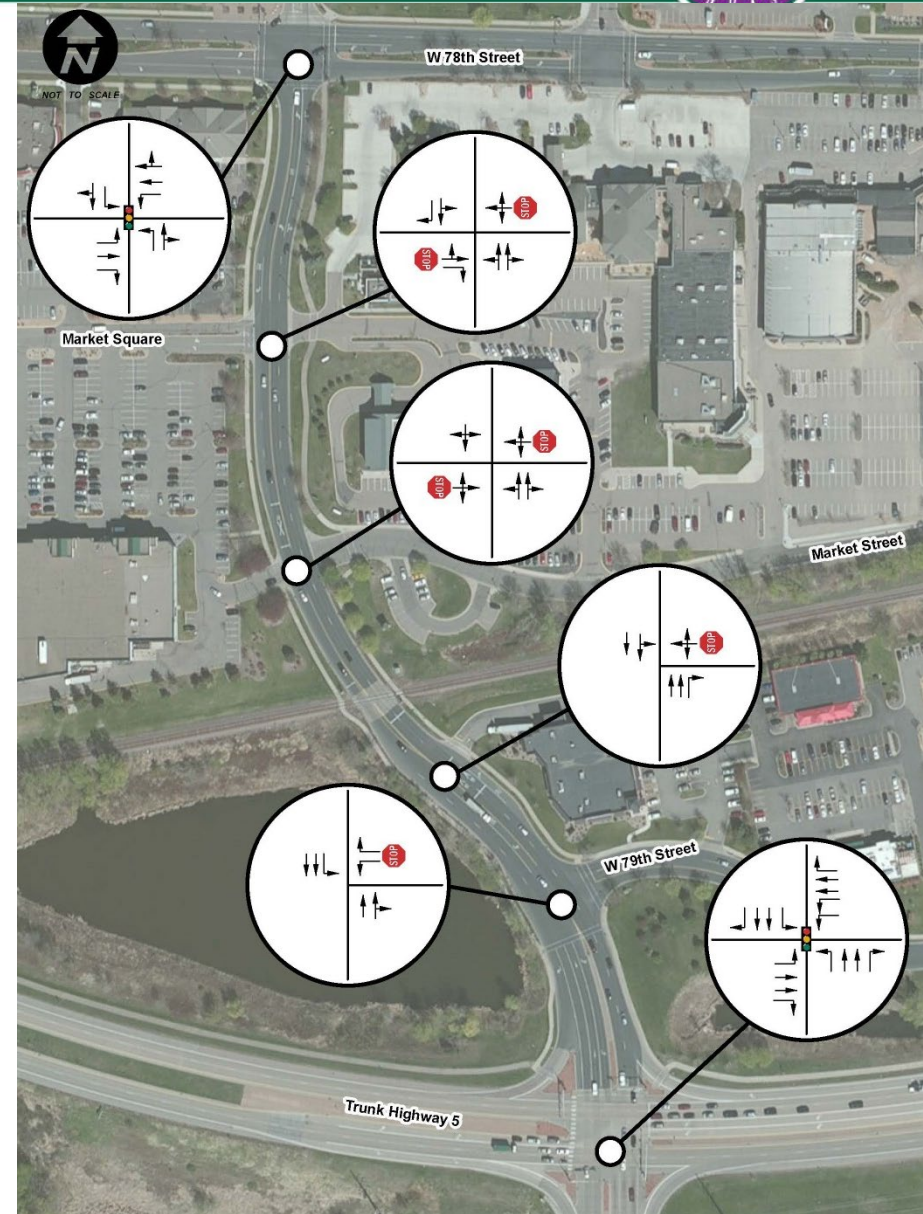 N
NOT TO SCALE
W 78th Street
STOP
STOP
Market Square
STOP
STOP
Market Street
STOP
W 79th Street
STOP
Trunk Highway 5